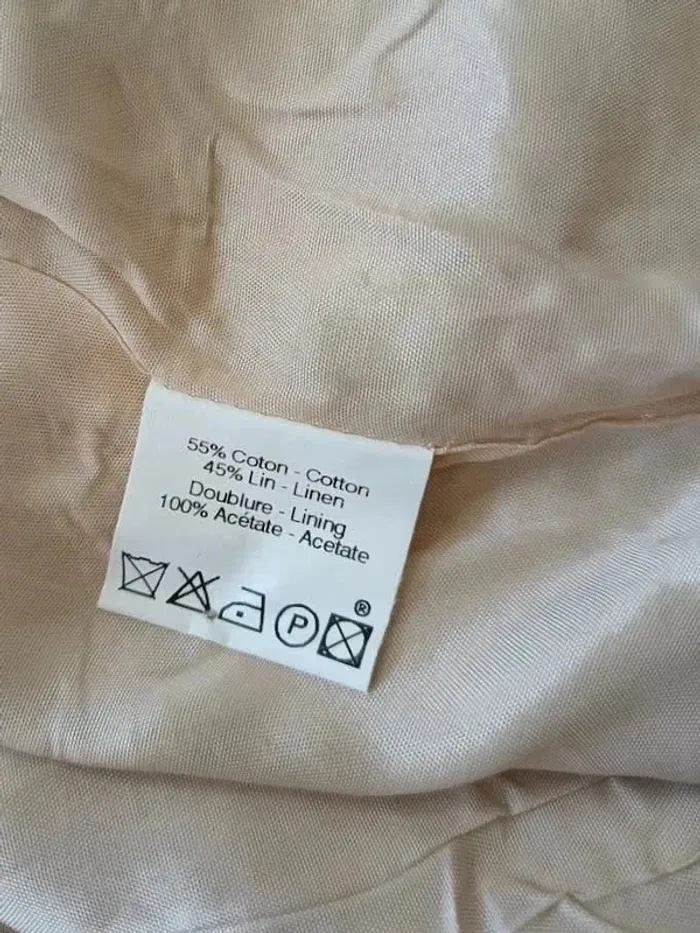 55% Coton - Cotton
45% Lin - Linen
Doublure - Lining
100% Acétate - Acetate
®
P